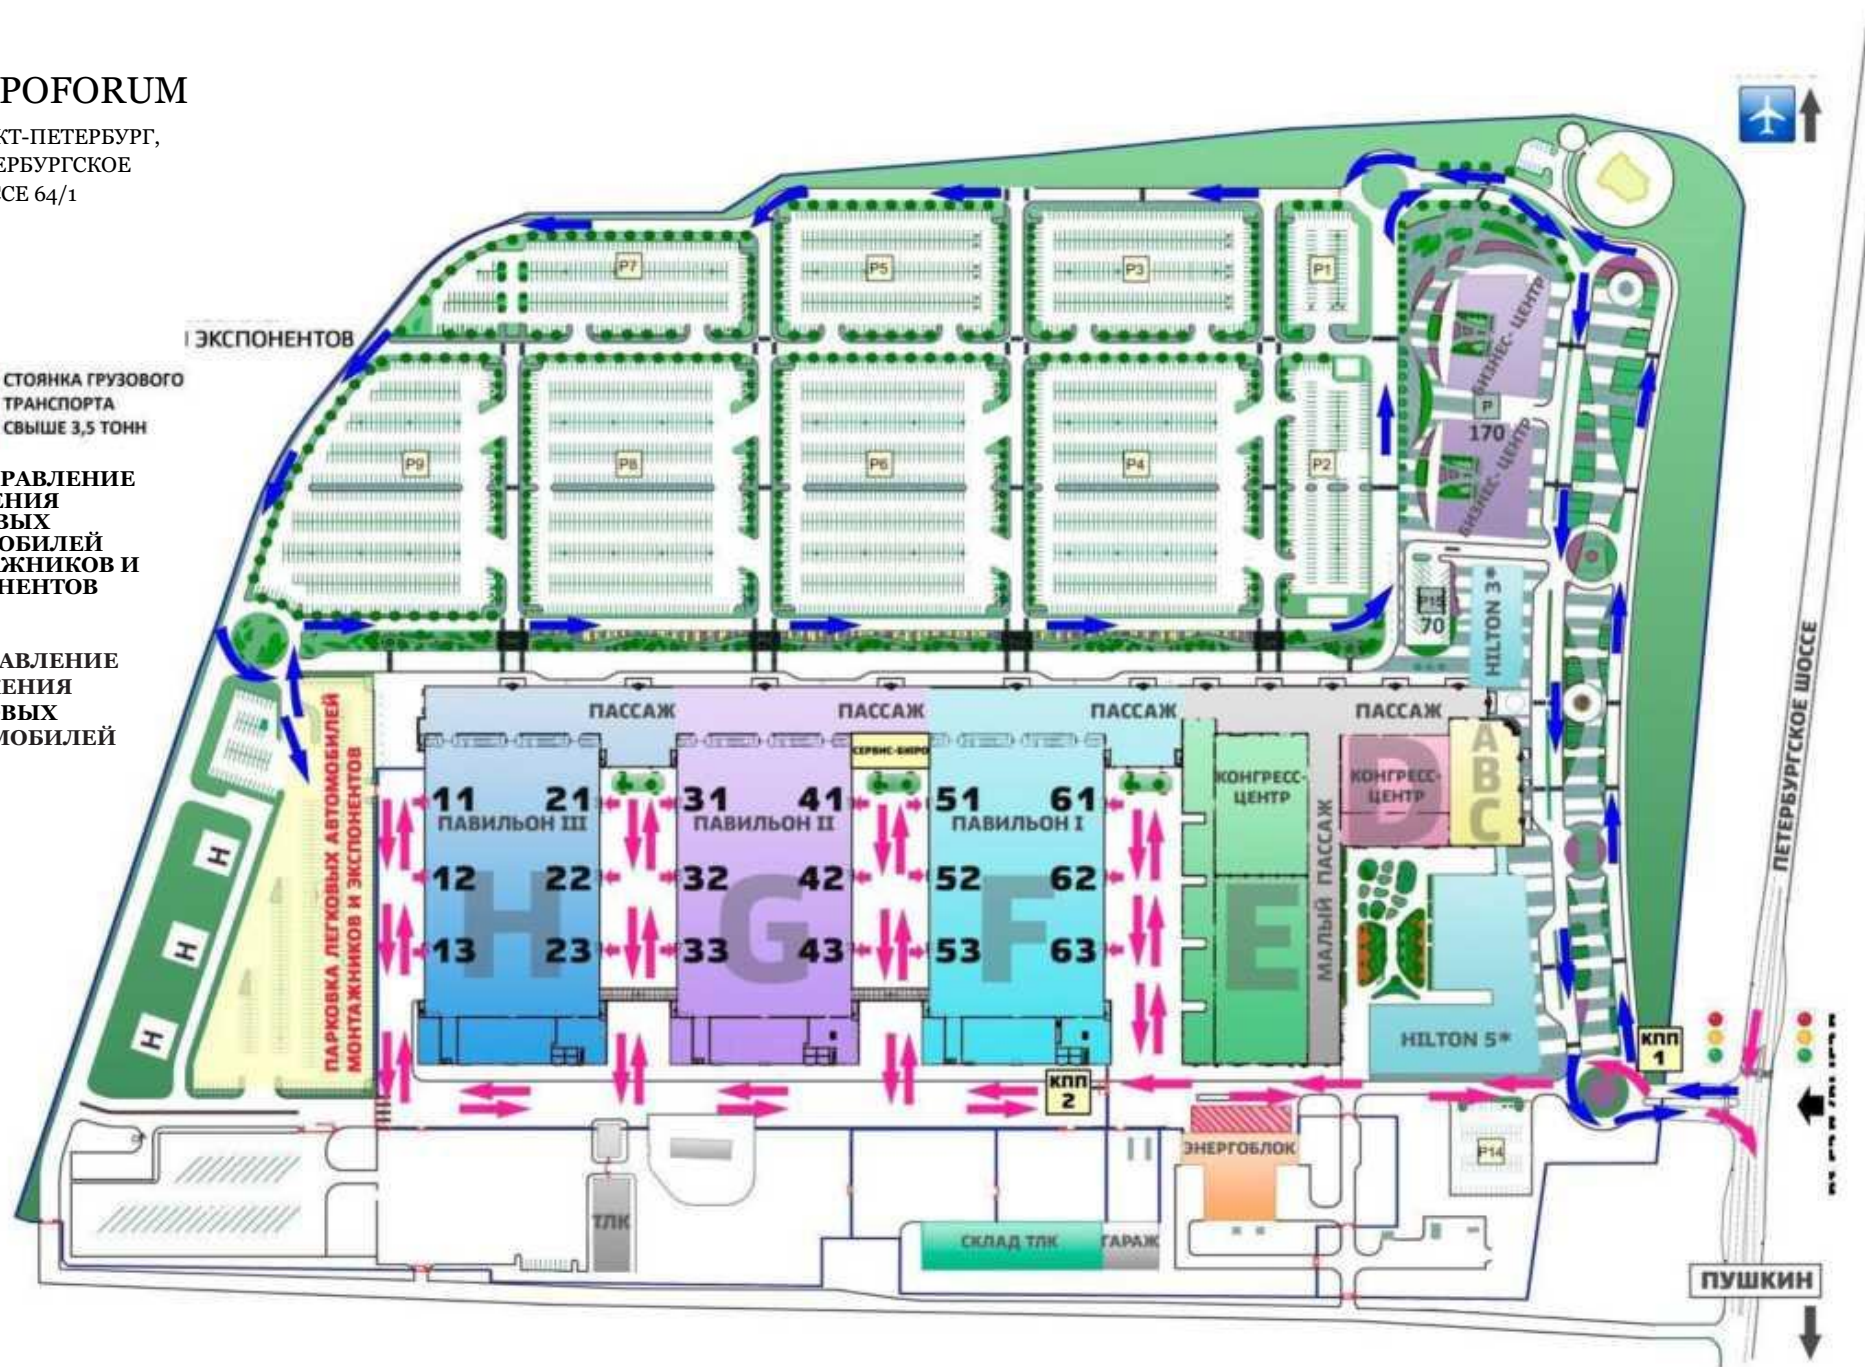 POFORUM
КТ-ПЕТЕРБУРГ,
ЕРБУРГСКОЕ
СЕ 64/1
ЭКСПОНЕНТОВ
СТОЯНКА ГРУЗОВОГО
ТРАНСПОРТА
СВЫШЕ 3,5 ТОНН
РАВЛЕНИЕ
ЕНИЯ
ВЫХ
ОБИЛЕЙ
ЖНИКОВ И
НЕНТОВ
АВЛЕНИЕ
ЕНИЯ
ВЫХ
МОБИЛЕЙ
P7
P5
P3
P1
P9
P8
P6
P4
P2
БИЗНЕС- ЦЕНТР
P
170
БИЗНЕС- ЦЕНТР
70
HILTON 3*
ПЕТЕРБУРГСКОЕ ШОССЕ
ПАССАЖ
ПАССАЖ
ПАССАЖ
ПАССАЖ
СЕРВИС-БЮРО
ПАРКОВКА ЛЕГКОВЫХ АВТОМОБИЛЕЙ
МОНТАЖНИКОВ И ЭКСПОНЕНТОВ
H
H
H
11 21
ПАВИЛЬОН III
12 22
H
13 23
31 41
ПАВИЛЬОН II
32 42
G
33 43
51 61
ПАВИЛЬОН I
52 62
F
53 63
КОНГРЕСС-
ЦЕНТР
E
МАЛЫЙ ПАССАЖ
КОНГРЕСС-
ЦЕНТР
D
A
B
C
HILTON 5*
КПП
1
КПП
2
ЭНЕРГОБЛОК
P14
ТЛК
СКЛАД ТЛК
ГАРАЖ
ПУШКИН